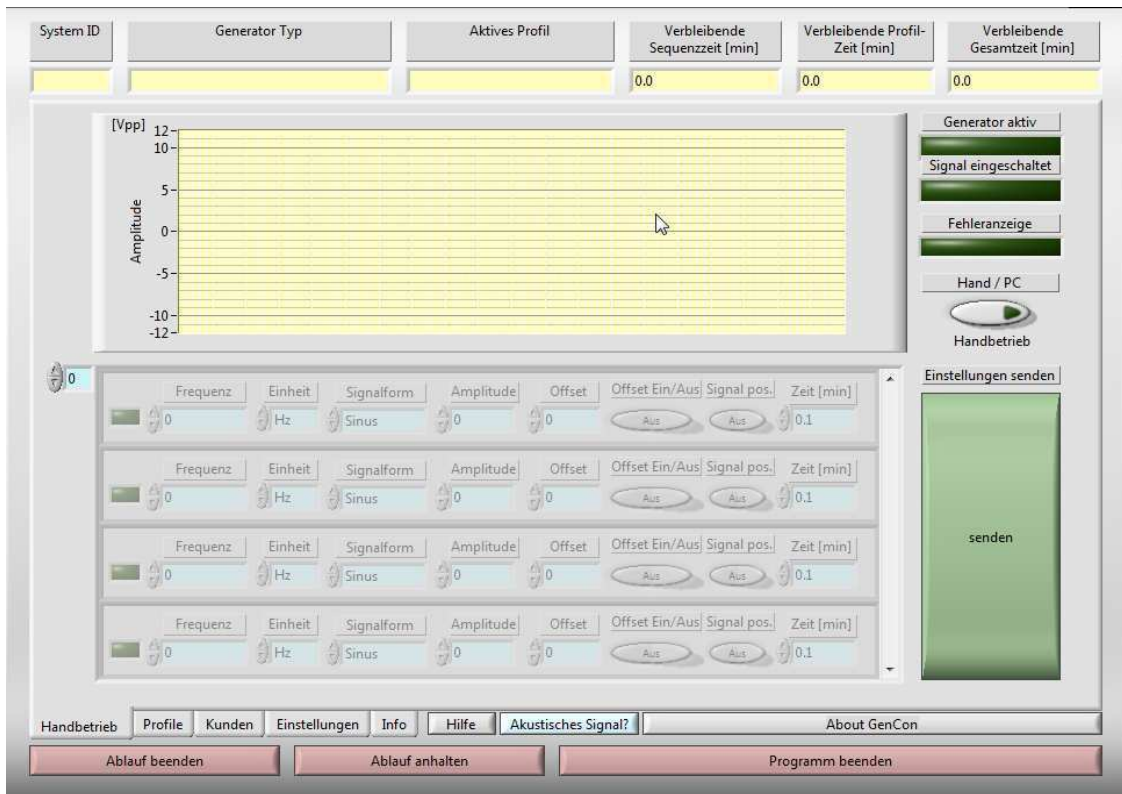 System ID
Generator Typ
Aktives Profil
Verbleibende
Sequenzzeit [min]
Verbleibende Profil-
Zeit [min]
Verbleibende
Gesamtzeit [min]
0.0
0.0
0.0
[Vpp]
12
10
5
0
-5
-10
-12
Amplitude
Generator aktiv
Signal eingeschaltet
Fehleranzeige
Hand / PC
Handbetrieb
0
Frequenz Einheit Signalform Amplitude Offset Offset Ein/Aus Signal pos. Zeit [min]
0 Hz Sinus 0 0 Aus Aus 0.1
Frequenz Einheit Signalform Amplitude Offset Offset Ein/Aus Signal pos. Zeit [min]
0 Hz Sinus 0 0 Aus Aus 0.1
Frequenz Einheit Signalform Amplitude Offset Offset Ein/Aus Signal pos. Zeit [min]
0 Hz Sinus 0 0 Aus Aus 0.1
Frequenz Einheit Signalform Amplitude Offset Offset Ein/Aus Signal pos. Zeit [min]
0 Hz Sinus 0 0 Aus Aus 0.1
Einstellungen senden
senden
Handbetrieb Profile Kunden Einstellungen Info Hilfe Akustisches Signal? About GenCon
Ablauf beenden Ablauf anhalten Programm beenden